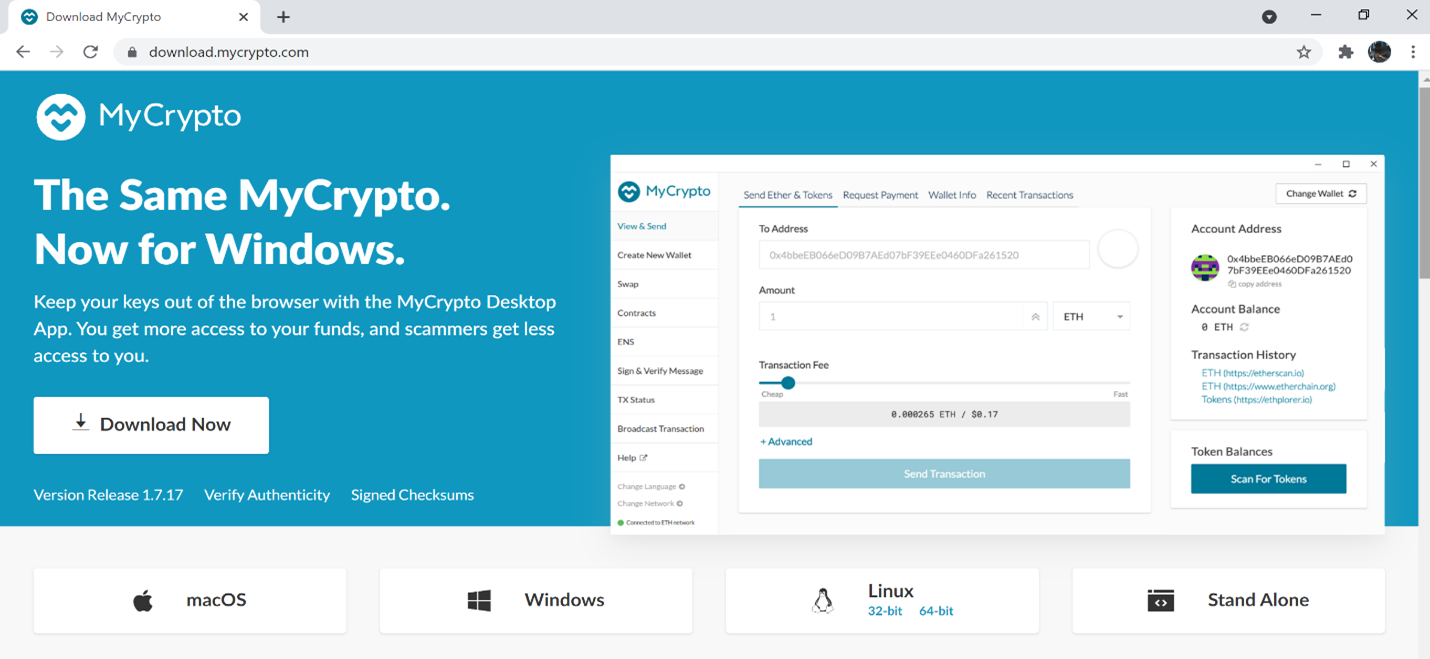 Download MyCrypto
download.mycrypto.com
MyCrypto
The Same MyCrypto.
Now for Windows.
Keep your keys out of the browser with the MyCrypto Desktop
App. You get more access to your funds, and scammers get less
access to you.
Download Now
Version Release 1.7.17 Verify Authenticity Signed Checksums
MyCrypto
View & Send
Create New Wallet
Swap
Contracts
ENS
Sign & Verify Message
TX Status
Broadcast Transaction
Help
Change Language
Change Network
Connected to ETH network
Send Ether & Tokens Request Payment Wallet Info Recent Transactions
Change Wallet
To Address
0x4bbeEB066eD09B7AEd07bF39EEe0460DFa261520
Amount
1 ETH
Transaction Fee
Cheap Fast
0.000265 ETH / $0.17
+ Advanced
Send Transaction
Account Address
0x4bbeEB066eD09B7AEd0
7bF39EEe0460DFa261520
copy address
Account Balance
0 ETH
Transaction History
ETH (https://etherscan.io)
ETH (https://www.etherchain.org)
Tokens (https://ethplorer.io)
Token Balances
Scan For Tokens
macOS
Windows
Linux
32-bit 64-bit
Stand Alone